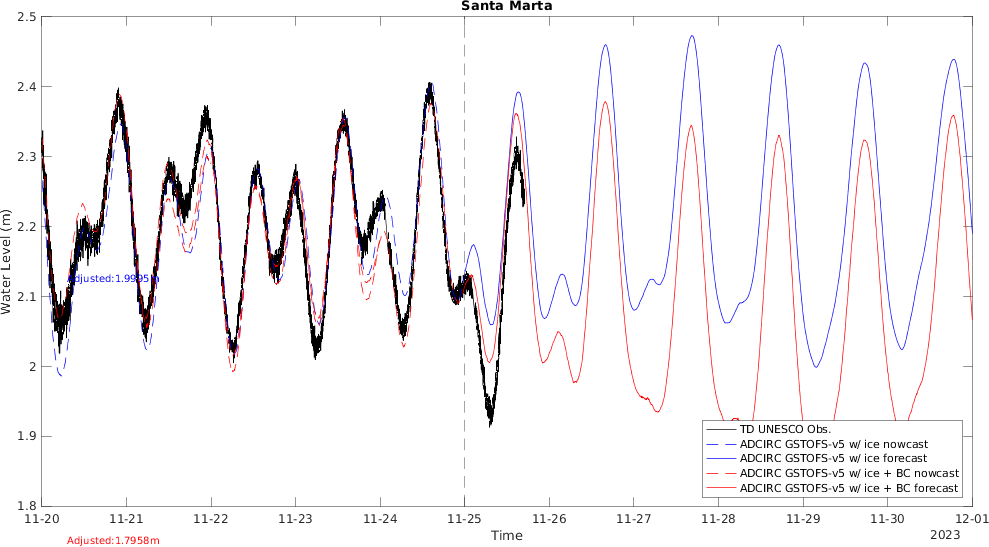 Santa Marta
Water Level (m)
2.5
2.4
2.3
2.2
2.1
2
1.9
1.8
Adjusted:1.9995m
TD UNESCO Obs.
ADCIRC GSTOFS-v5 w/ ice nowcast
ADCIRC GSTOFS-v5 w/ ice forecast
ADCIRC GSTOFS-v5 w/ ice + BC nowcast
ADCIRC GSTOFS-v5 w/ ice + BC forecast
11-20 11-21 11-22 11-23 11-24 11-25 11-26 11-27 11-28 11-29 11-30 12-01
Time
2023
Adjusted:1.7958m